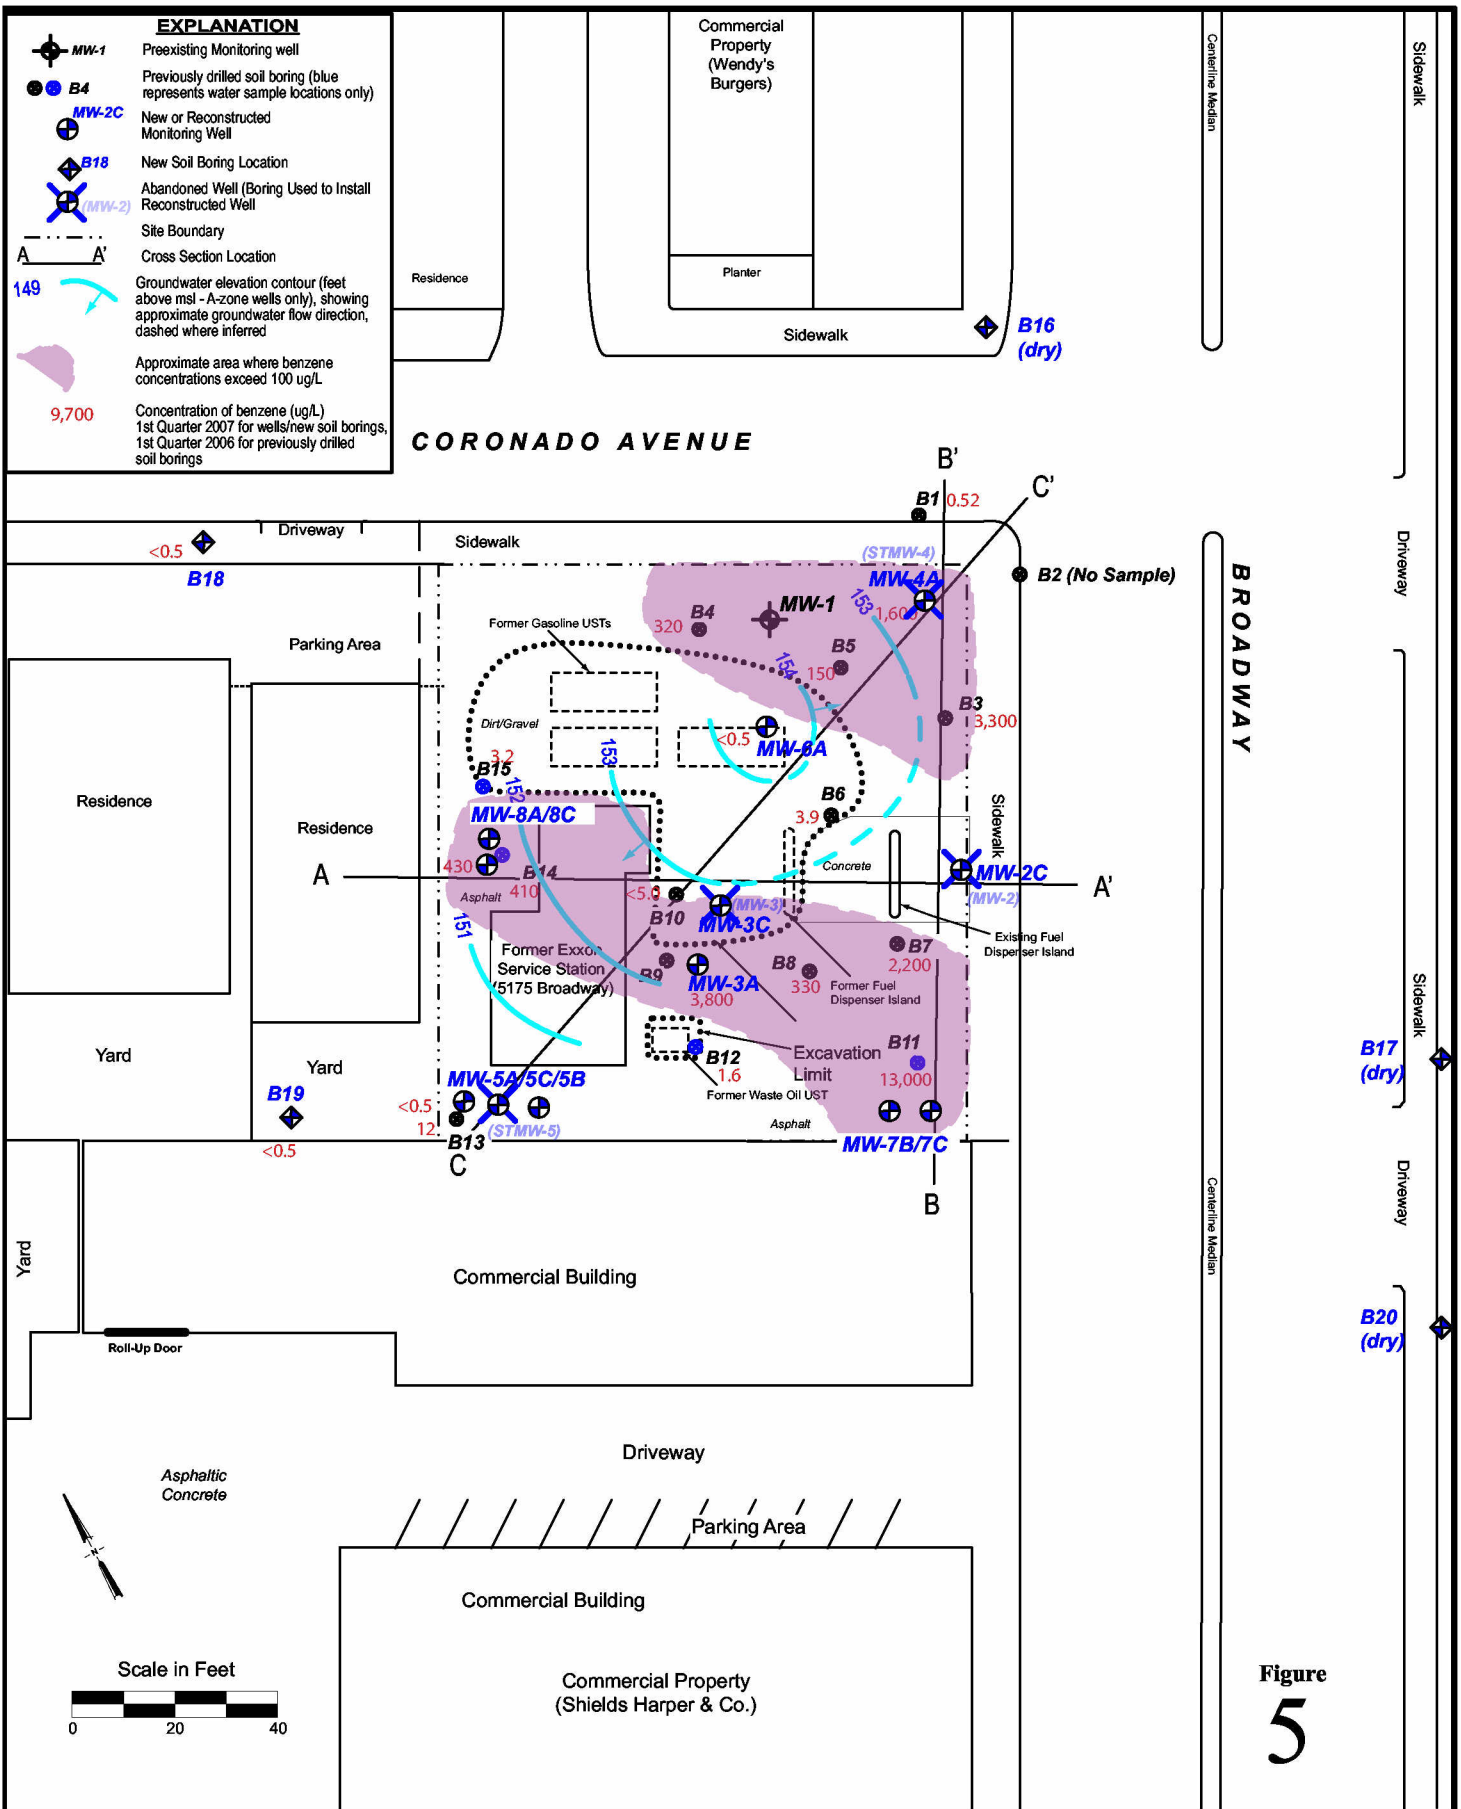 EXPLANATION
MW-1
Preexisting Monitoring well
B4
Previously drilled soil boring (blue
represents water sample locations only)
MW-2C
New or Reconstructed
Monitoring Well
B18
New Soil Boring Location
(MW-2)
Abandoned Well (Boring Used to Install
Reconstructed Well
Site Boundary
A
A'
Cross Section Location
149
Groundwater elevation contour (feet
above msl - A-zone wells only), showing
approximate groundwater flow direction,
dashed where inferred
Approximate area where benzene
concentrations exceed 100 ug/L
9,700
Concentration of benzene (ug/L)
1st Quarter 2007 for wells/new soil borings,
1st Quarter 2006 for previously drilled
soil borings
Commercial
Property
(Wendy's
Burgers)
Residence
Planter
Sidewalk
B16
(dry)
Centerline Median
Sidewalk
CORONADO AVENUE
B'
C'
B1
0.52
Driveway
Sidewalk
<0.5
B18
(STMW-4)
MW-4A
1,600
B2 (No Sample)
Driveway
BROADWAY
MW-1
B4
320
153
Former Gasoline USTs
Parking Area
B5
150
154
B3
3,300
Dirt/Gravel
<0.5
MW-6A
153
3.2
B15
152
Residence
Residence
MW-8A/8C
B6
3.9
Sidewalk
430
B14
410
Asphalt
A
A'
<5.0
B10
(MW-3)
MW-3C
Concrete
MW-2C
(MW-2)
151
Former Exxon
Service Station
(5175 Broadway)
B9
MW-3A
3,800
B8
330
B7
2,200
Existing Fuel
Dispenser Island
Former Fuel
Dispenser Island
Sidewalk
Yard
Yard
B12
1.6
Excavation
Limit
Former Waste Oil UST
B11
13,000
B17
(dry)
B19
<0.5
MW-5A/5C/5B
<0.5
12
B13
(STMW-5)
C
Asphalt
MW-7B/7C
B
Driveway
Centerline Median
Yard
Commercial Building
B20
(dry)
Roll-Up Door
Driveway
Asphaltic
Concrete
Parking Area
N
Commercial Building
Scale in Feet
0
20
40
Commercial Property
(Shields Harper & Co.)
Figure
5